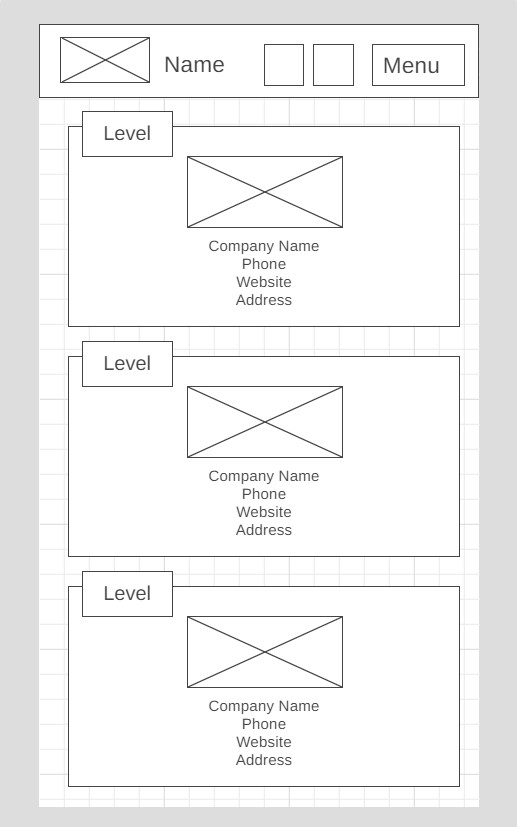 Name
Menu
Level
Company Name
Phone
Website
Address
Level
Company Name
Phone
Website
Address
Level
Company Name
Phone
Website
Address